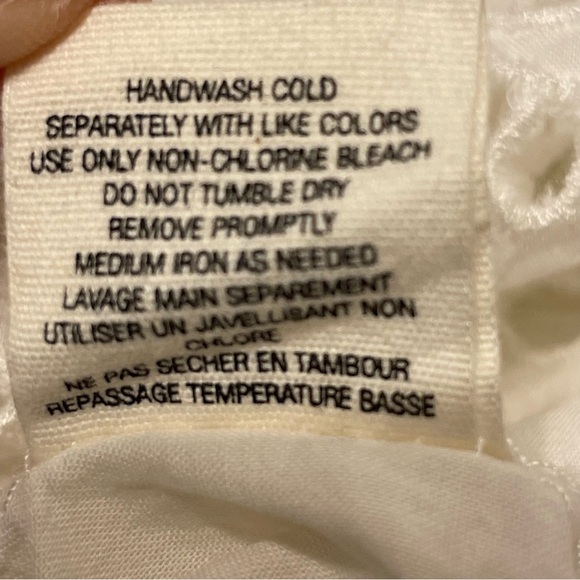 HANDWASH COLD
SEPARATELY WITH LIKE COLORS
USE ONLY NON-CHLORINE BLEACH
DO NOT TUMBLE DRY
REMOVE PROMPTLY
MEDIUM IRON AS NEEDED
LAVAGE MAIN SEPAREMENT
UTILISER UN JAVELLISANT NON
CHLORE
NE PAS SECHER EN TAMBOUR
REPASSAGE TEMPERATURE BASSE